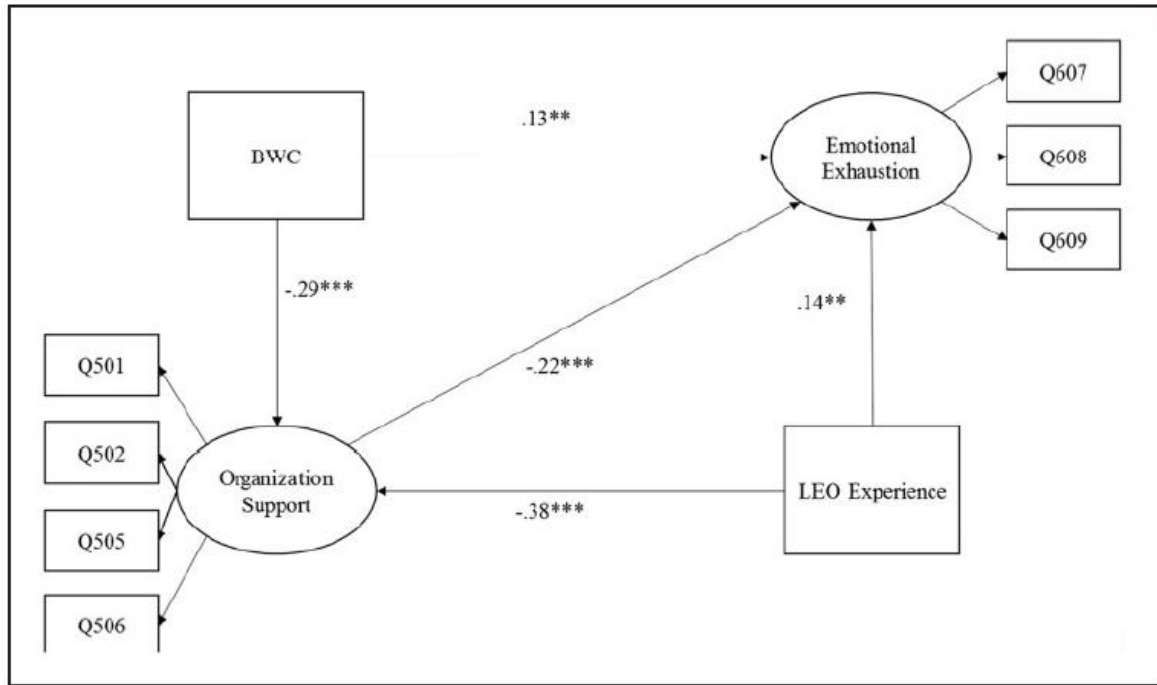 Q607
.13**
BWC
Emotional
Exhaustion
Q608
Q609
-.29***
.14**
Q501
-.22***
Q502
Organization
Support
LEO Experience
-.38***
Q505
Q506